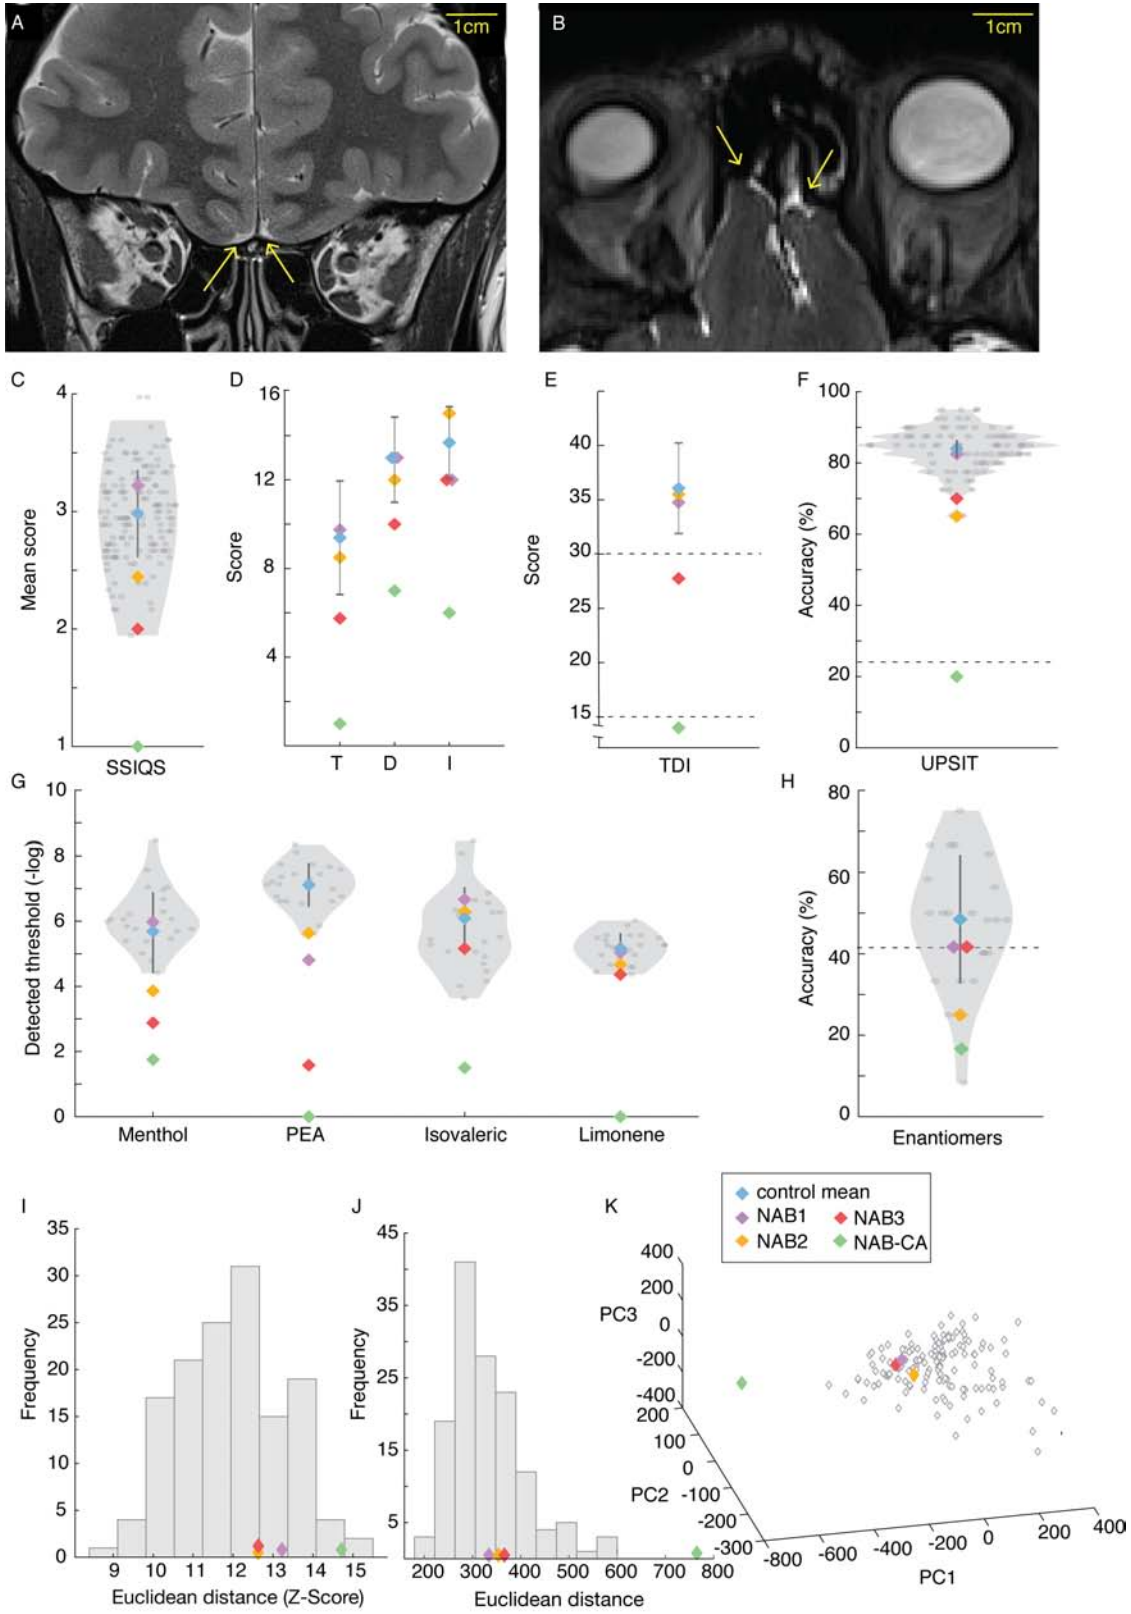 A
1cm
B
1cm
C
4
3
2
1
Mean score
SSIQS
D
16
12
8
4
Score
T D I
E
40
35
30
25
20
15
Score
TDI
F
100
80
60
40
20
0
Accuracy (%)
UPSIT
G
10
8
6
4
2
0
Detected threshold (-log)
Menthol PEA Isovaleric Limonene
H
80
60
40
20
0
Accuracy (%)
Enantiomers
I
35
30
25
20
15
10
5
0
Frequency
9 10 11 12 13 14 15
Euclidean distance (Z-Score)
J
45
35
25
15
5
Frequency
200 300 400 500 600 700 800
Euclidean distance
K
control mean
NAB1 NAB3
NAB2 NAB-CA
400
200
0
-200
-400
PC3
200
100
0
-100
-200
-300
PC2
-800 -600 -400 -200 0 200 400
PC1